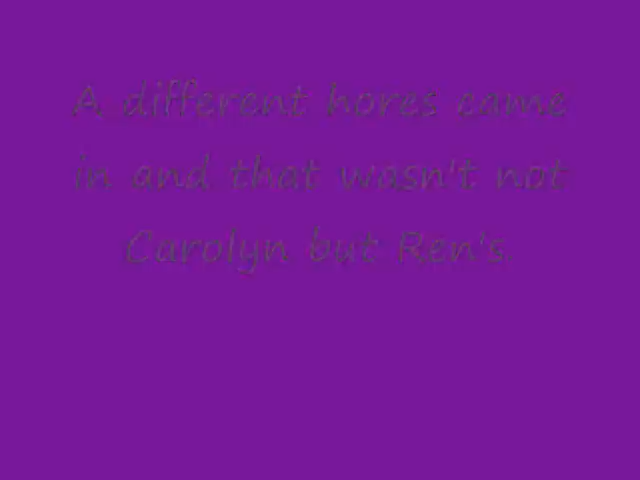 A different hores came
in and that wasn't not
Carolyn but Ren's.